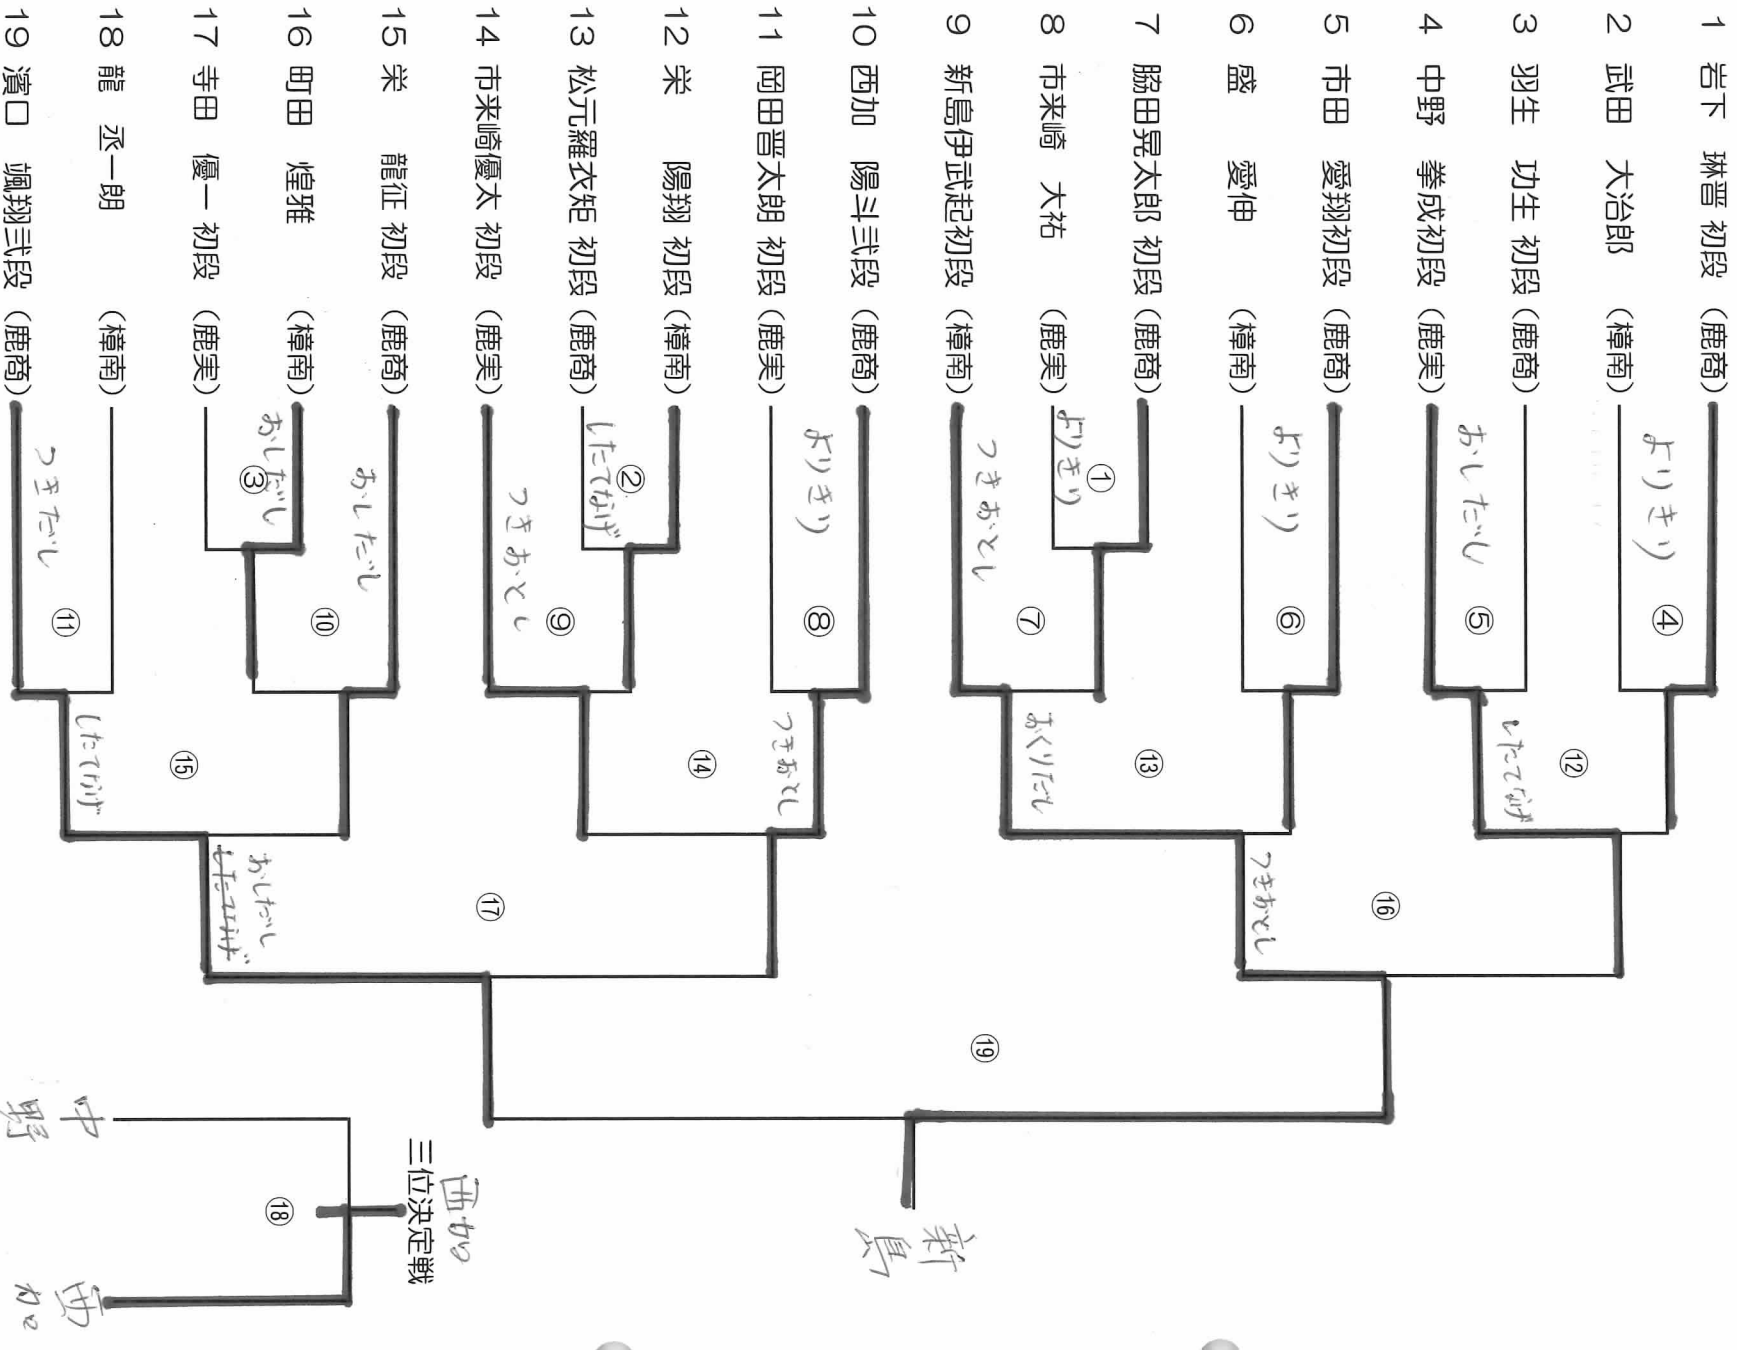 1 岩下 琳晋 初段 (鹿商)
2 武田 大治郎 (樟南)
3 羽生 功生 初段 (鹿商)
4 中野 拳成初段 (鹿実)
5 市田 愛翔初段 (鹿商)
6 盛 愛伸 (樟南)
7 脇田晃太郎 初段 (鹿商)
8 市来崎 大祐 (鹿実)
9 新島伊武起初段 (樟南)
10 西加 陽斗弐段 (鹿商)
11 岡田晋太朗 初段 (鹿実)
12 栄 陽翔 初段 (樟南)
13 松元羅衣矩 初段 (鹿商)
14 市来崎優太 初段 (鹿実)
15 栄 龍征 初段 (鹿商)
16 町田 煌雅 (樟南)
17 寺田 優一 初段 (鹿実)
18 龍 丞一朗 (樟南)
19 濱口 颯翔弐段 (鹿商)
よりきり
④
おしだし
⑤
よりきり
⑥
①
よりきり
つきおとし
⑦
よりきり
⑧
②
したてなげ
つきおとし
⑨
おしだし
⑩
③
おしだし
つきだし
⑪
⑫
したてなげ
⑬
おくりだし
つきおとし
⑭
⑮
したてなげ
⑯
つきおとし
⑰
おしだし
したてなげ
⑲
新島
三位決定戦
西加
⑱
中野
西加